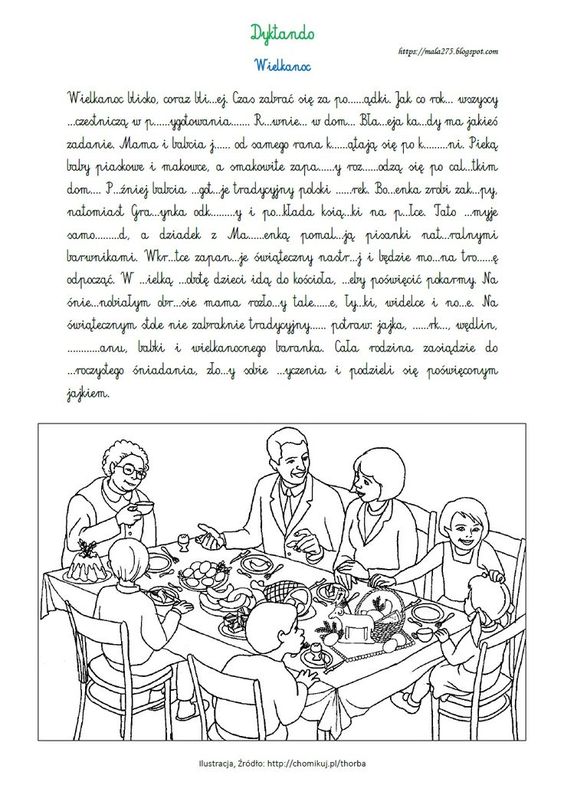 Dyktando
https://mala275.blogspot.com
Wielkanoc
Wielkanoc blisko, coraz bli...ej. Czas zabrać się za po......ądki. Jak co rok... wszyscy
...czestniczą w p......ygotowania....... R...wnie... w dom... Bła...eja ka...dy ma jakieś
zadanie. Mama i babcia j...... od samego rana k......ątają się po k.........ni. Pieką
baby piaskowe i makowce, a smakowite zapa......y roz......odzą się po cał...tkim
dom.... P...źniej babcia ...got...je tradycyjny polski ......rek. Bo...enka zrobi zak...py,
natomiast Gra...ynka odk.........y i po...kłada ksią...ki na p...łce. Tato ...myje
samo.........d, a dziadek z Ma......enką pomal...ją pisanki nat...ralnymi
barwnikami. Wkr...tce zapan...je świąteczny nastr...j i będzie mo...na tro......ę
odpocząć. W ...ielką ...obotę dzieci idą do kościoła, ...eby poświęcić pokarmy. Na
śnie...nobiałym obr...sie mama rozło...y tale......e, ły...ki, widelce i no...e. Na
świątecznym stole nie zabraknie tradycyjny...... potraw: jajka, ......rk..., wędlin,
............anu, babki i wielkanocnego baranka. Cała rodzina zasiądzie do
...roczystego śniadania, zło...y sobie ...yczenia i podzieli się poświęconym
jajkiem.
Ilustracja, Źródło: http://chomikuj.pl/thorba